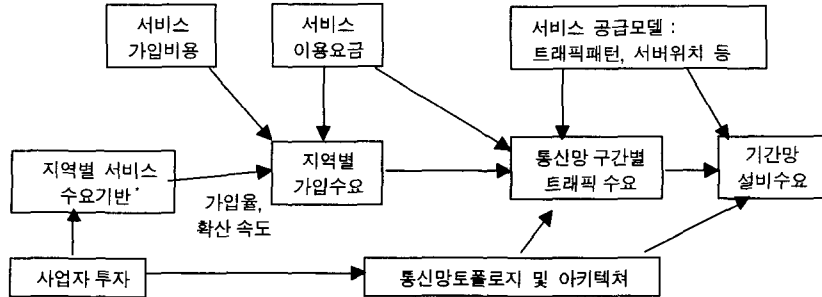 서비스
가입비용
서비스
이용요금
서비스 공급모델 :
트래픽패턴, 서버위치 등
지역별 서비스
수요기반*
가입율,
확산 속도
지역별
가입수요
통신망 구간별
트래픽 수요
기간망
설비수요
사업자 투자
통신망토폴로지 및 아키텍쳐